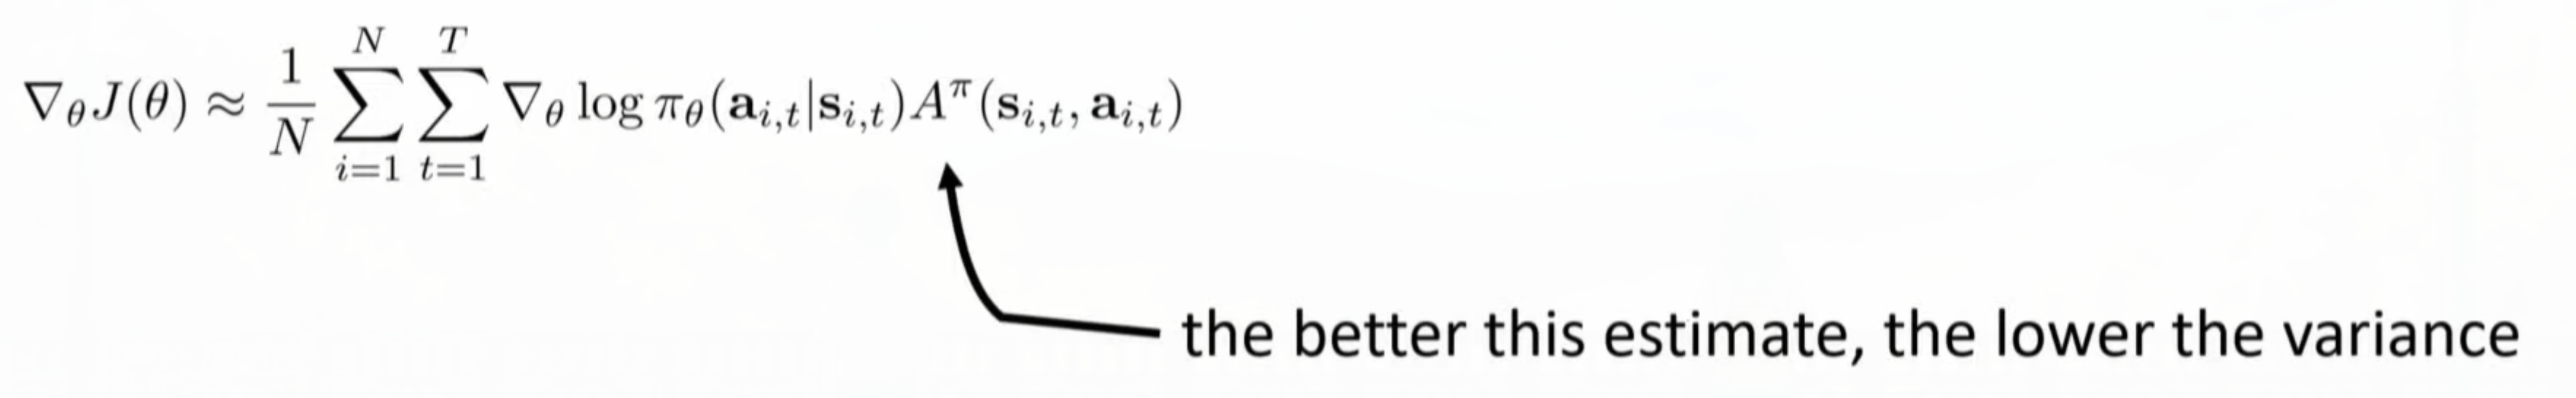 $\nabla_\theta J(\theta) \approx \frac{1}{N} \sum_{i=1}^{N} \sum_{t=1}^{T} \nabla_\theta \log \pi_\theta(\mathbf{a}_{i,t}|\mathbf{s}_{i,t}) A^\pi(\mathbf{s}_{i,t}, \mathbf{a}_{i,t})$
the better this estimate, the lower the variance